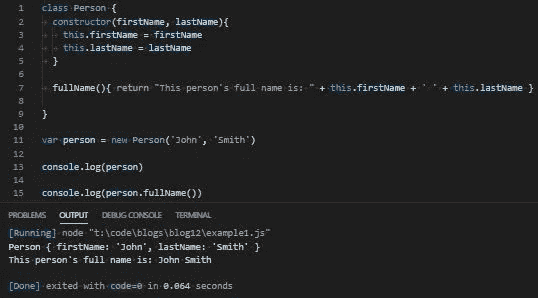 1 class Person {
2 constructor(firstName, lastName){
3 this.firstName = firstName
4 this.lastName = lastName
5 }
6
7 fullName(){ return "This person's full name is: " + this.firstName + ' ' + this.lastName }
8
9 }
10
11 var person = new Person('John', 'Smith')
12
13 console.log(person)
14
15 console.log(person.fullName())
PROBLEMS OUTPUT DEBUG CONSOLE TERMINAL
[Running] node "t:\code\blogs\blog12\example1.js"
Person { firstName: 'John', lastName: 'Smith' }
This person's full name is: John Smith
[Done] exited with code=0 in 0.064 seconds